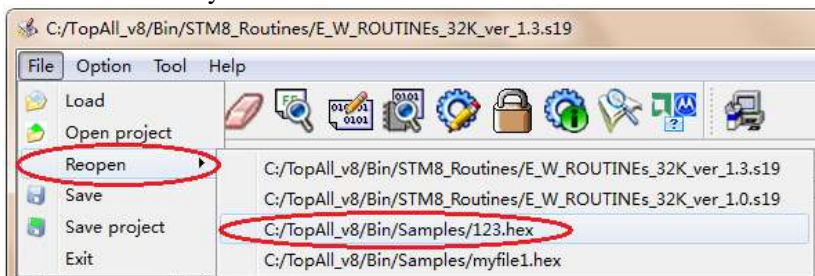 C:/TopAll_v8/Bin/STM8_Routines/E_W_ROUTINEs_32K_ver_1.3.s19
File Option Tool Help
Load
Open project
Reopen
Save
Save project
Exit
C:/TopAll_v8/Bin/STM8_Routines/E_W_ROUTINEs_32K_ver_1.3.s19
C:/TopAll_v8/Bin/STM8_Routines/E_W_ROUTINEs_32K_ver_1.0.s19
C:/TopAll_v8/Bin/Samples/123.hex
C:/TopAll_v8/Bin/Samples/myfile1.hex